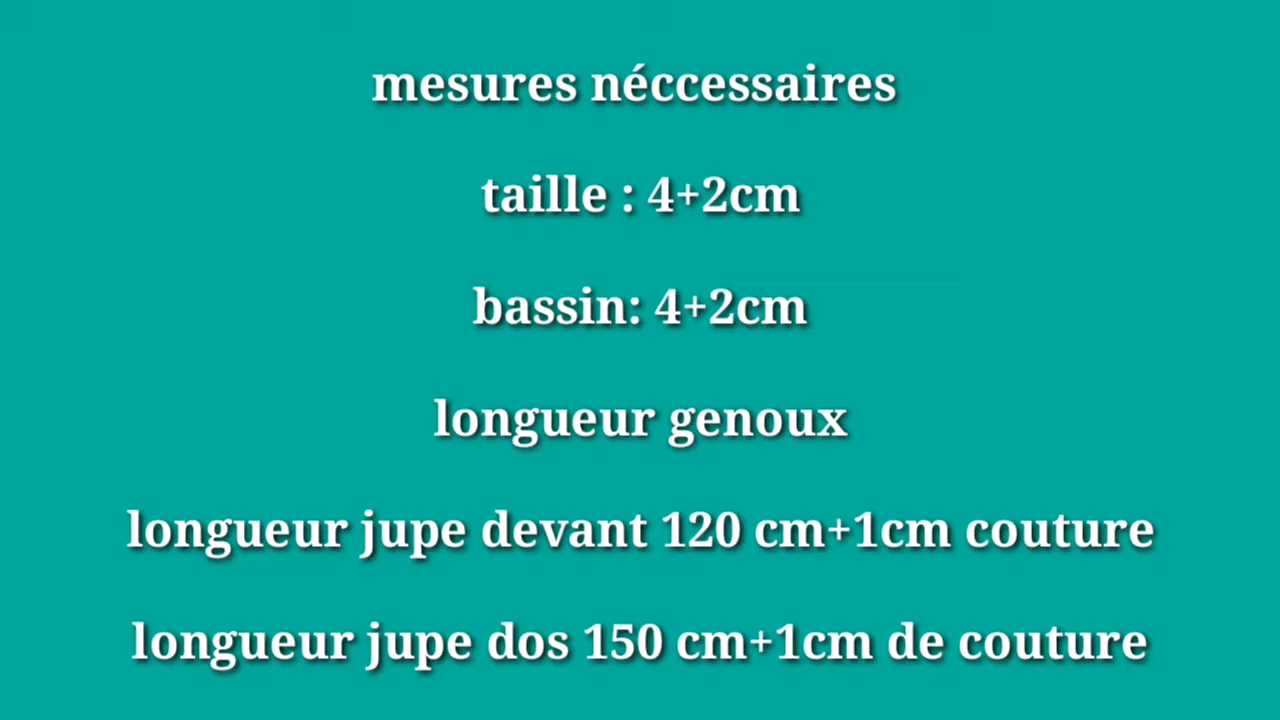 mesures néccessaires
taille : 4+2cm
bassin: 4+2cm
longueur genoux
longueur jupe devant 120 cm+1cm couture
longueur jupe dos 150 cm+1cm de couture